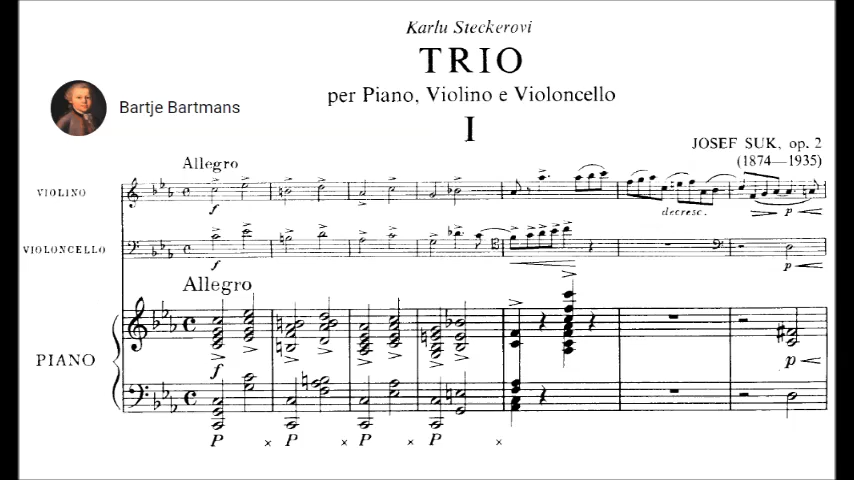 Karlu Steckerovi
TRIO
per Piano, Violino e Violoncello
Bartje Bartmans
I
JOSEF SUK, op. 2
(1874—1935)
Allegro
VIOLINO
f
decresc.
p
VIOLONCELLO
f
p
Allegro
PIANO
f
p
P × P × P × P ×